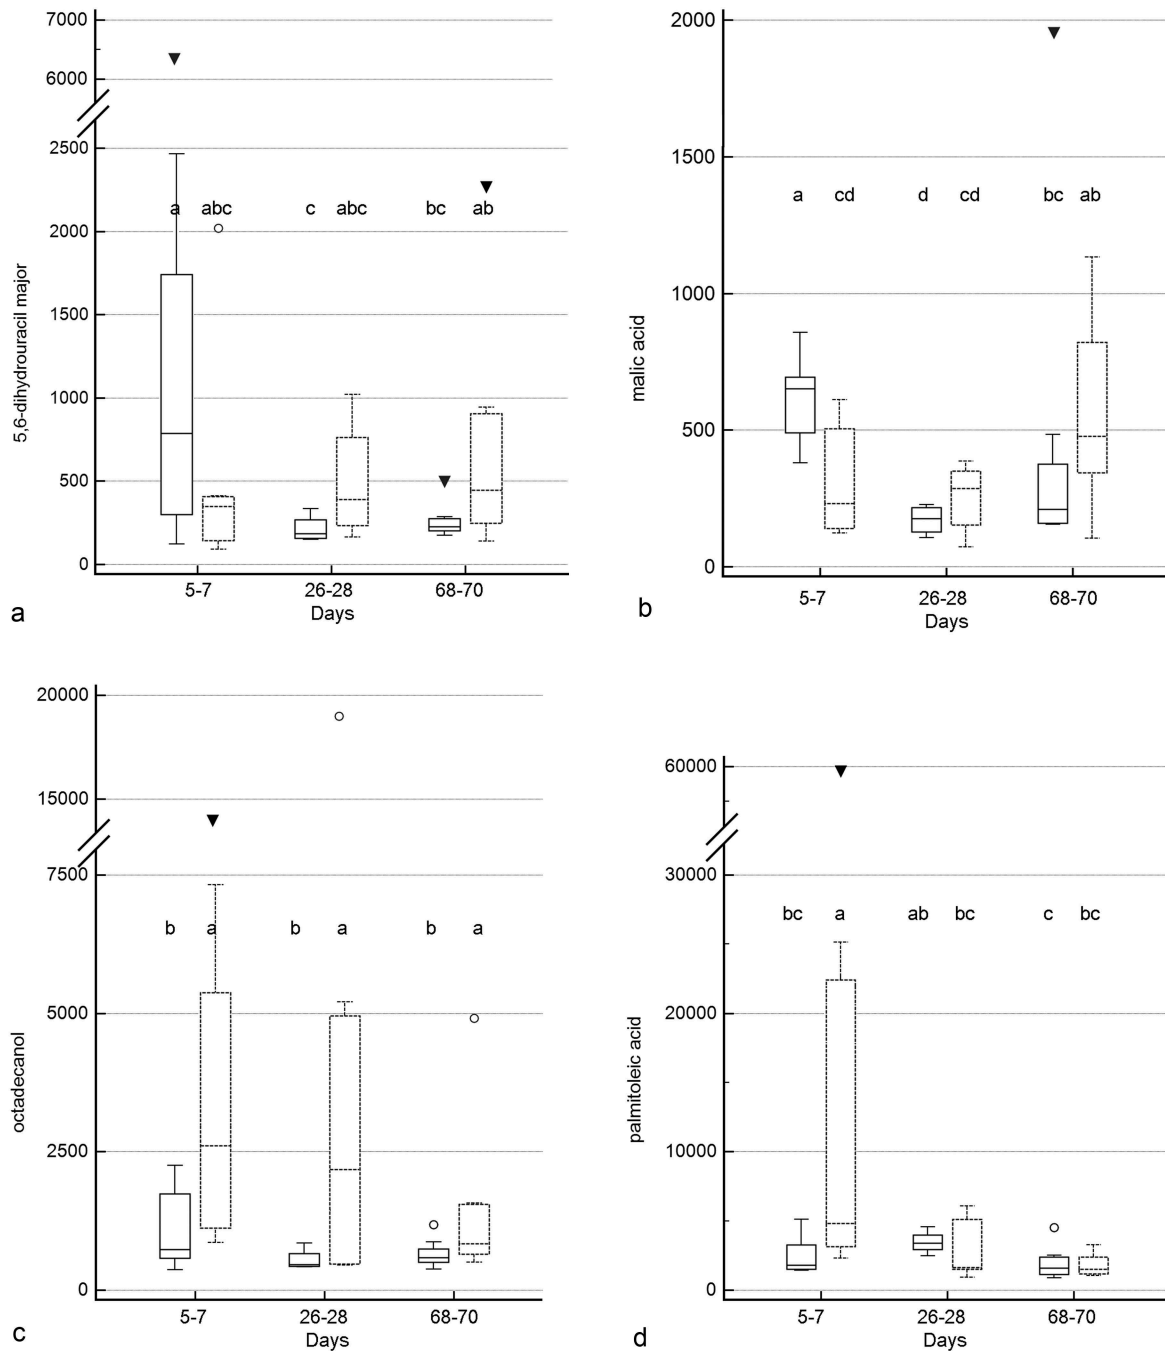 7000
6000
2500
2000
1500
1000
500
0
5,6-dihydrouracil major
a abc c abc bc ab
5-7 26-28 68-70
Days
a
2000
1500
1000
500
0
malic acid
a cd d cd bc ab
5-7 26-28 68-70
Days
b
20000
15000
7500
5000
2500
0
octadecanol
b a b a b a
5-7 26-28 68-70
Days
c
60000
30000
20000
10000
0
palmitoleic acid
bc a ab bc c bc
5-7 26-28 68-70
Days
d